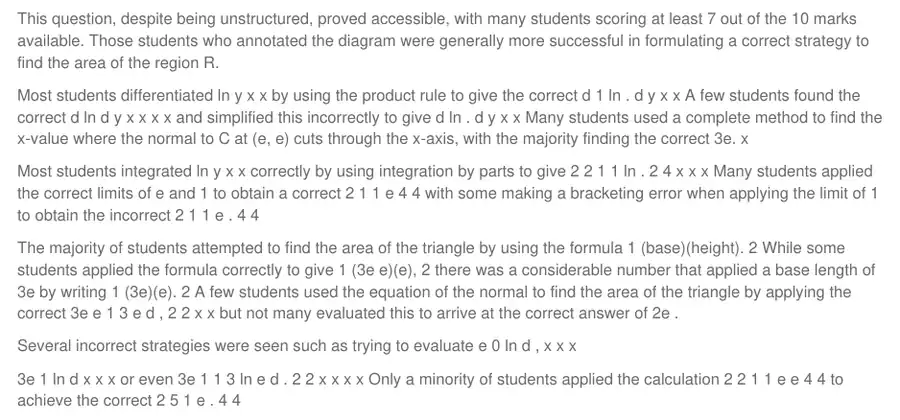 This question, despite being unstructured, proved accessible, with many students scoring at least 7 out of the 10 marks
available. Those students who annotated the diagram were generally more successful in formulating a correct strategy to
find the area of the region R.
Most students differentiated ln y x x by using the product rule to give the correct d 1 ln . d y x x A few students found the
correct d ln d y x x x x and simplified this incorrectly to give d ln . d y x x Many students used a complete method to find the
x-value where the normal to C at (e, e) cuts through the x-axis, with the majority finding the correct 3e. x
Most students integrated ln y x x correctly by using integration by parts to give 2 2 1 1 ln . 2 4 x x x Many students applied
the correct limits of e and 1 to obtain a correct 2 1 1 e 4 4 with some making a bracketing error when applying the limit of 1
to obtain the incorrect 2 1 1 e . 4 4
The majority of students attempted to find the area of the triangle by using the formula 1 (base)(height). 2 While some
students applied the formula correctly to give 1 (3e e)(e), 2 there was a considerable number that applied a base length of
3e by writing 1 (3e)(e). 2 A few students used the equation of the normal to find the area of the triangle by applying the
correct 3e e 1 3 e d , 2 2 x x but not many evaluated this to arrive at the correct answer of 2e .
Several incorrect strategies were seen such as trying to evaluate e 0 ln d , x x x
3e 1 ln d x x x or even 3e 1 1 3 ln e d . 2 2 x x x x Only a minority of students applied the calculation 2 2 1 1 e e 4 4 to
achieve the correct 2 5 1 e . 4 4